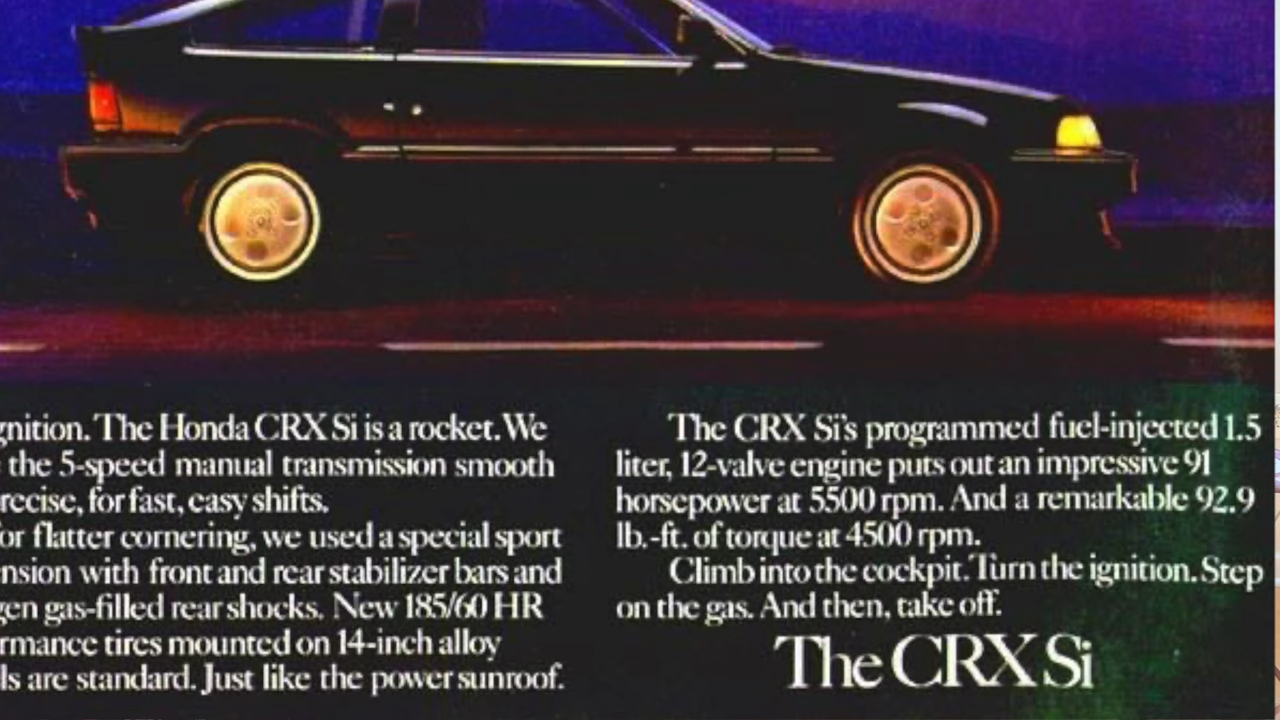 gnition. The Honda CRX Si is a rocket. We
the 5-speed manual transmission smooth
recise, for fast, easy shifts.
or flatter cornering, we used a special sport
nsion with front and rear stabilizer bars and
gen gas-filled rear shocks. New 185/60 HR
rmance tires mounted on 14-inch alloy
ls are standard. Just like the power sunroof.
The CRX Si's programmed fuel-injected 1.5
liter, 12-valve engine puts out an impressive 91
horsepower at 5500 rpm. And a remarkable 92.9
lb.-ft. of torque at 4500 rpm.
Climb into the cockpit. Turn the ignition. Step
on the gas. And then, take off.
The CRX Si